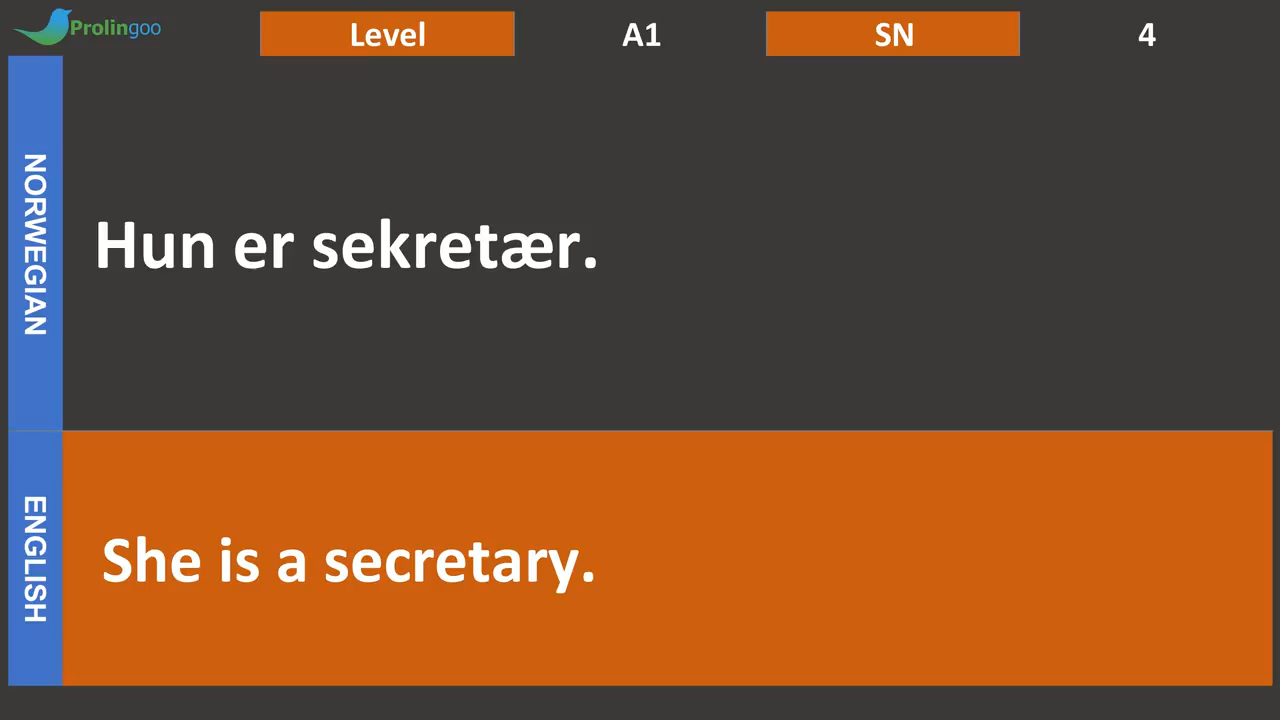 Prolingoo
Level A1 SN 4
NORWEGIAN
Hun er sekretær.
ENGLISH
She is a secretary.